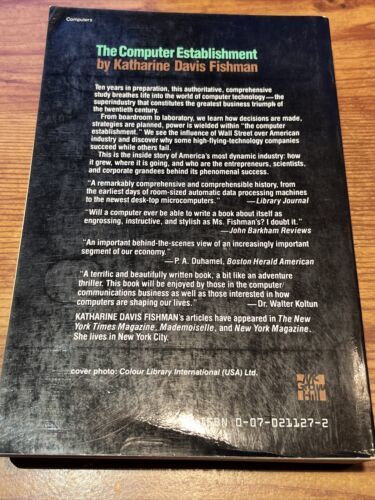 Computers
The Computer Establishment
by Katharine Davis Fishman
Ten years in preparation, this authoritative, comprehensive
study breathes life into the world of computer technology—the
superindustry that constitutes the greatest business triumph of
the twentieth century.
From boardroom to laboratory, we learn how decisions are made,
strategies are planned, power is wielded within "the computer
establishment." We see the influence of Wall Street over American
industry and discover why some high-flying-technology companies
succeed while others fail.
This is the inside story of America's most dynamic industry: how
it grew, where it is going, and who are the entrepreneurs, scientists,
and corporate grandees behind its phenomenal success.
"A remarkably comprehensive and comprehensible history, from
the earliest days of room-sized automatic data processing machines
to the newest desk-top microcomputers."
—Library Journal
"Will a computer ever be able to write a book about itself as
engrossing, instructive, and stylish as Ms. Fishman's? I doubt it."
—John Barkham Reviews
"An important behind-the-scenes view of an increasingly important
segment of our economy."
—P. A. Duhamel, Boston Herald American
"A terrific and beautifully written book, a bit like an adventure
thriller. This book will be enjoyed by those in the computer/
communications business as well as those interested in how
computers are shaping our lives."
—Dr. Walter Koltun
KATHARINE DAVIS FISHMAN's articles have appeared in The New
York Times Magazine, Mademoiselle, and New York Magazine.
She lives in New York City.
cover photo: Colour Library International (USA) Ltd.
Mc
Graw
Hill
ISBN 0-07-021127-2